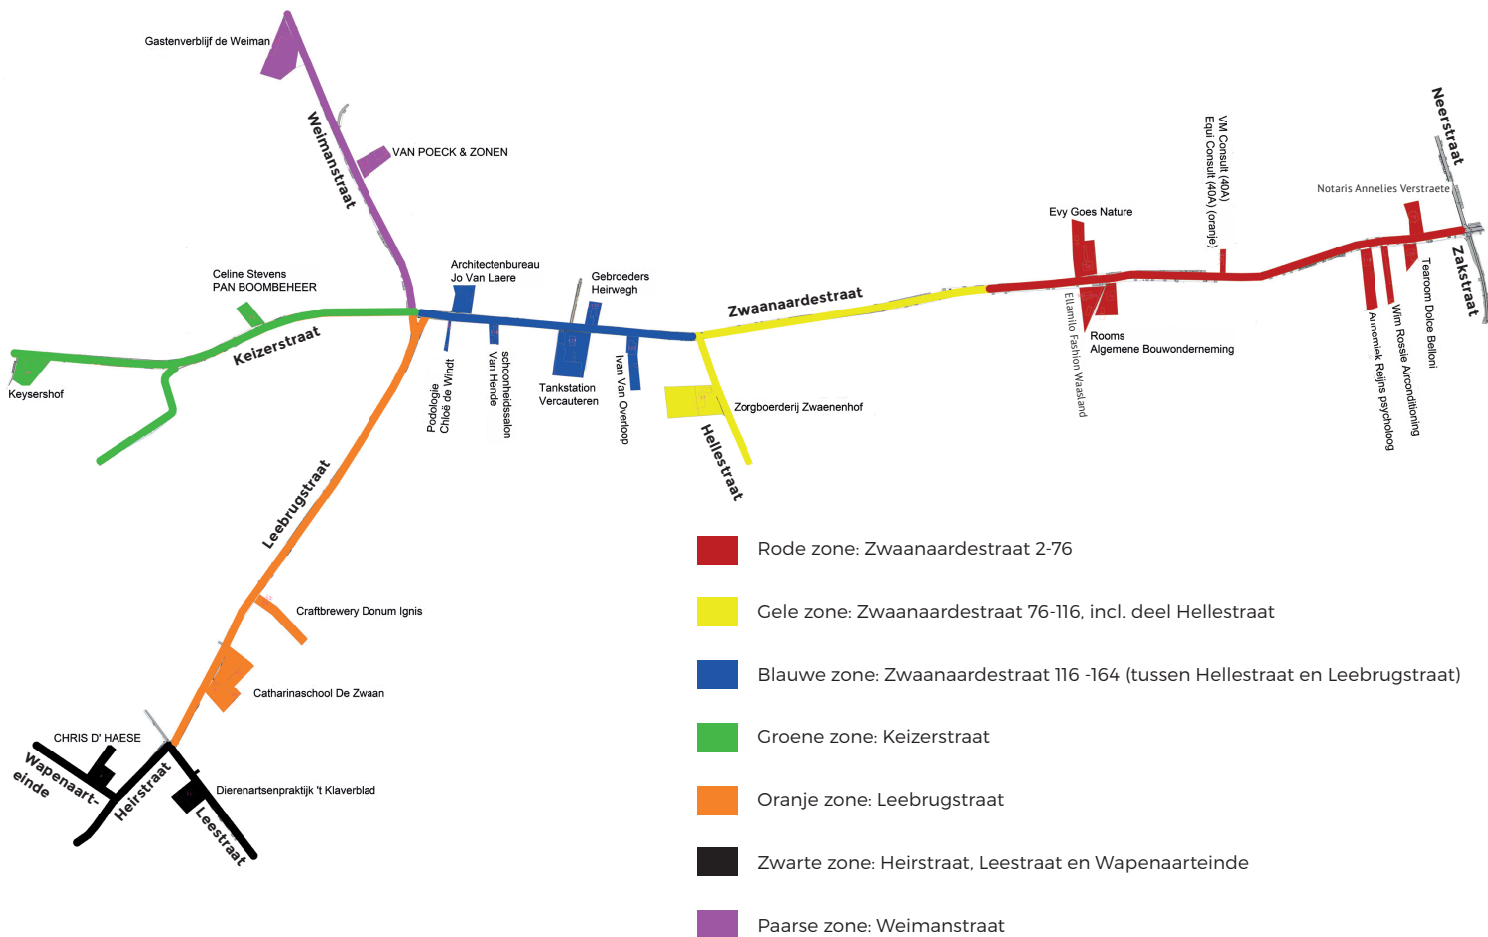 Gastenverblijf de Weiman
Weimanstraat
VAN POECK & ZONEN
Celine Stevens
PAN BOOMBEHEER
Keizerstraat
Keysershof
Architectenbureau
Jo Van Laere
Gebrceders
Heirwegh
Podologie
Chloë de Windt
schconheidssalon
Van Hende
Tankstation
Vercauteren
Ivan Van Overloop
Zwaanaardestraat
Zorgboerderij Zwaenenhof
Hellestraat
Evy Goes Nature
VM Consult (40A)
Equi Consult (40A) (oranje)
Ellamilo Fashion Waasland
Rooms
Algemene Bouwonderneming
Neerstraat
Notaris Annelies Verstraete
Zakstraat
Tearoom Dolce Belloni
Wim Rossie Airconditioning
Annemiek Reijns psycholoog
Leebrugstraat
Craftbrewery Donum Ignis
Catharinaschool De Zwaan
CHRIS D' HAESE
Wapenaart-
einde
Heirstraat
Dierenartsenpraktijk 't Klaverblad
Leestraat
Rode zone: Zwaanaardestraat 2-76
Gele zone: Zwaanaardestraat 76-116, incl. deel Hellestraat
Blauwe zone: Zwaanaardestraat 116 -164 (tussen Hellestraat en Leebrugstraat)
Groene zone: Keizerstraat
Oranje zone: Leebrugstraat
Zwarte zone: Heirstraat, Leestraat en Wapenaarteinde
Paarse zone: Weimanstraat